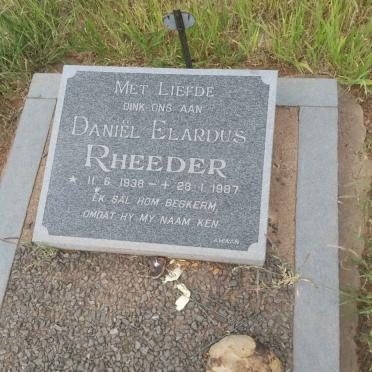 MET LIEFDE
DINK ONS AAN
DANIËL ELARDUS
RHEEDER
* 11·6·1938 – + 28·1·1987
EK SAL HOM BESKERM,
OMDAT HY MY NAAM KEN.